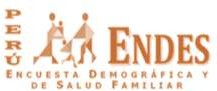 PERÚ
ENDES
ENCUESTA DEMOGRÁFICA Y
DE SALUD FAMILIAR